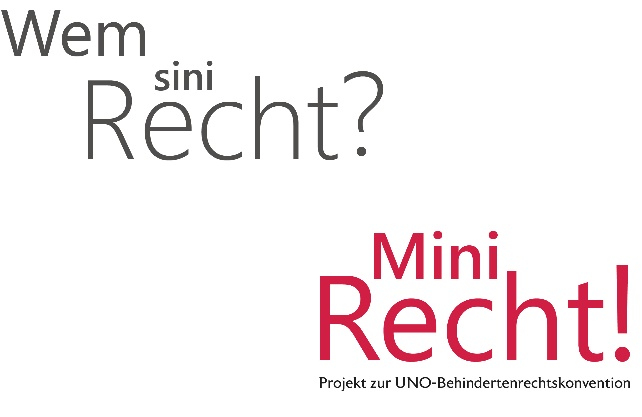 Wem
sini
Recht?
Mini
Recht!
Projekt zur UNO-Behindertenrechtskonvention